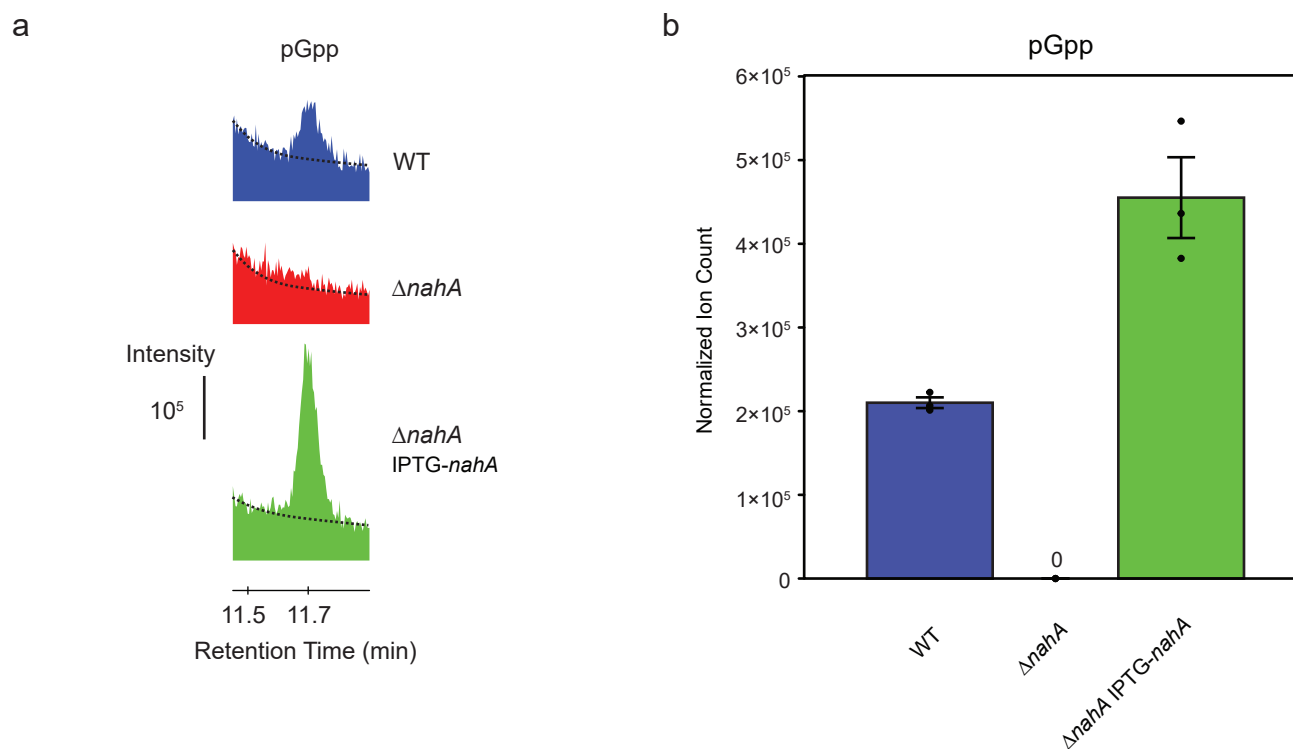 a
pGpp
WT
ΔnahA
Intensity
10⁵
ΔnahA
IPTG-nahA
11.5 11.7
Retention Time (min)
b
pGpp
Normalized Ion Count
6×10⁵
5×10⁵
4×10⁵
3×10⁵
2×10⁵
1×10⁵
0
0
WT
ΔnahA
ΔnahA IPTG-nahA